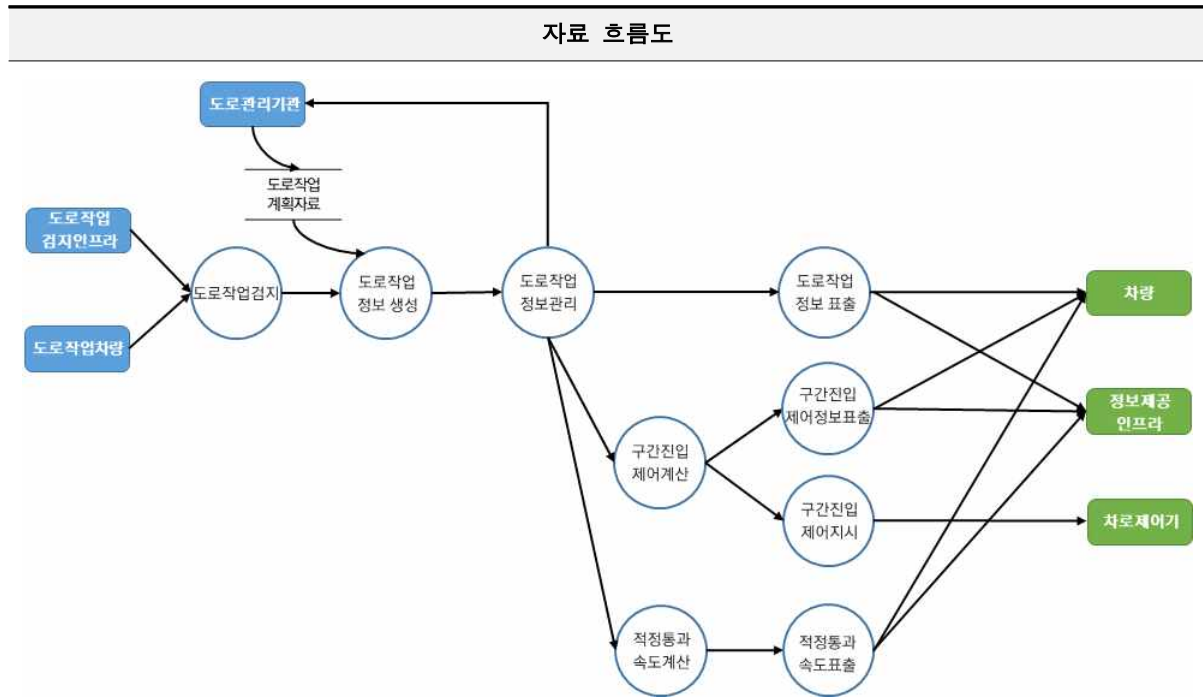 자료 흐름도
도로관리기관
도로작업
계획자료
도로작업
검지인프라
도로작업차량
도로작업검지
도로작업
정보 생성
도로작업
정보관리
도로작업
정보 표출
구간진입
제어계산
구간진입
제어정보표출
구간진입
제어지시
적정통과
속도계산
적정통과
속도표출
차량
정보제공
인프라
차로제어기